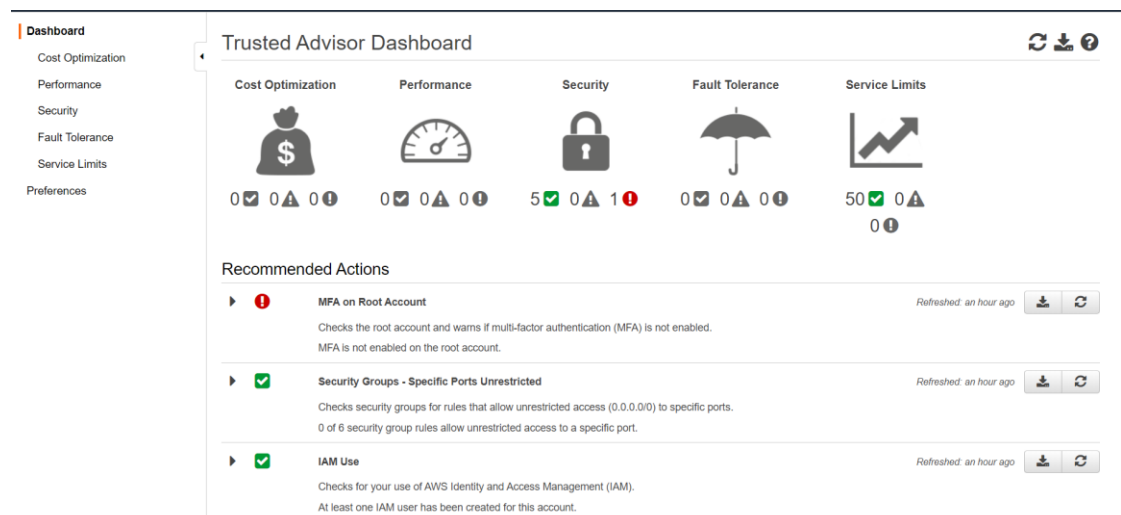 Dashboard
Cost Optimization
Performance
Security
Fault Tolerance
Service Limits
Preferences
Trusted Advisor Dashboard
Cost Optimization
Performance
Security
Fault Tolerance
Service Limits
$
0 0 0
0 0 0
5 0 1
0 0 0
50 0
0
Recommended Actions
MFA on Root Account
Refreshed: an hour ago
Checks the root account and warns if multi-factor authentication (MFA) is not enabled.
MFA is not enabled on the root account.
Security Groups - Specific Ports Unrestricted
Refreshed: an hour ago
Checks security groups for rules that allow unrestricted access (0.0.0.0/0) to specific ports.
0 of 6 security group rules allow unrestricted access to a specific port.
IAM Use
Refreshed: an hour ago
Checks for your use of AWS Identity and Access Management (IAM).
At least one IAM user has been created for this account.